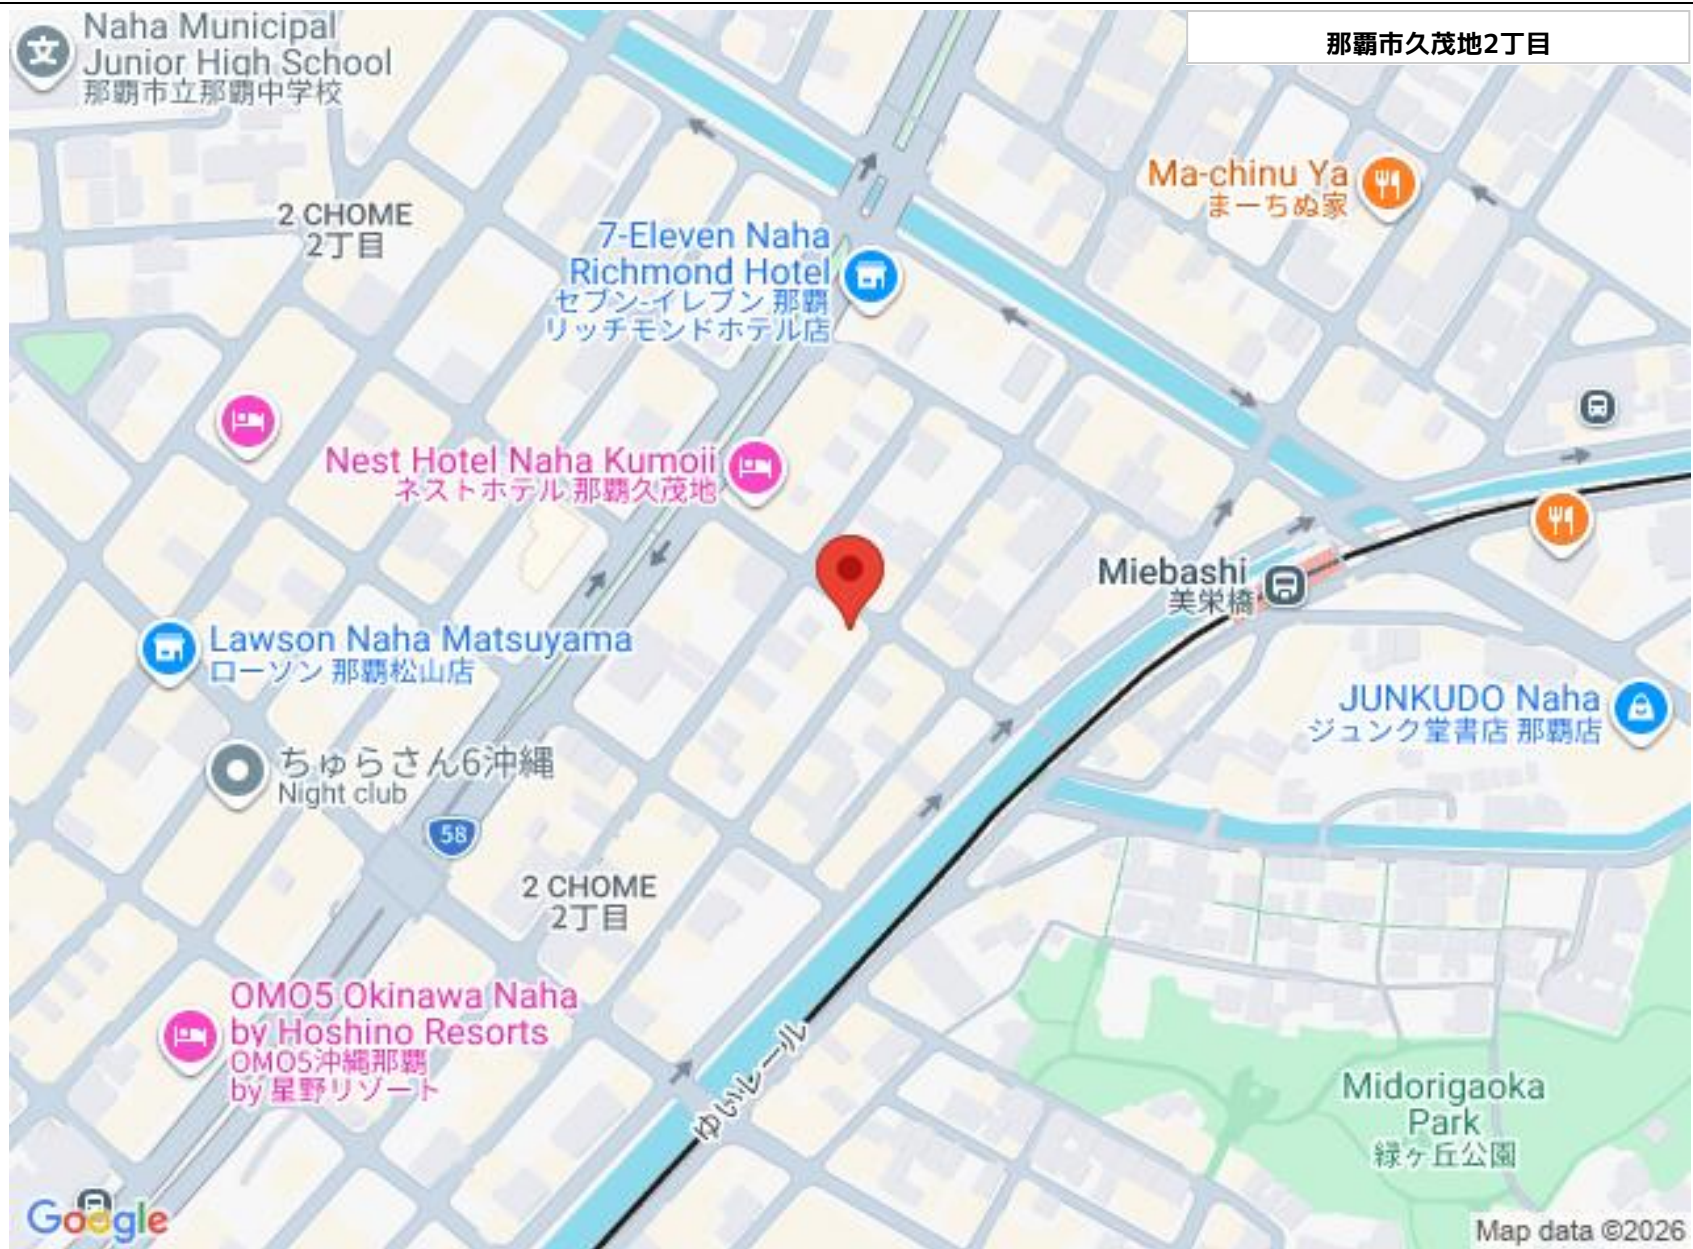 那覇市久茂地2丁目
Naha Municipal
Junior High School
那覇市立那覇中学校
Ma-chinu Ya
まーちぬ家
2 CHOME
2丁目
7-Eleven Naha
Richmond Hotel
セブン-イレブン 那覇
リッチモンドホテル店
Nest Hotel Naha Kumoji
ネストホテル 那覇久茂地
Miebashi
美栄橋
Lawson Naha Matsuyama
ローソン 那覇松山店
JUNKUDO Naha
ジュンク堂書店 那覇店
ちゅらさん6沖縄
Night club
58
2 CHOME
2丁目
OMO5 Okinawa Naha
by Hoshino Resorts
OMO5沖縄那覇
by 星野リゾート
ゆいレール
Midorigaoka
Park
緑ヶ丘公園
Google
Map data ©2026